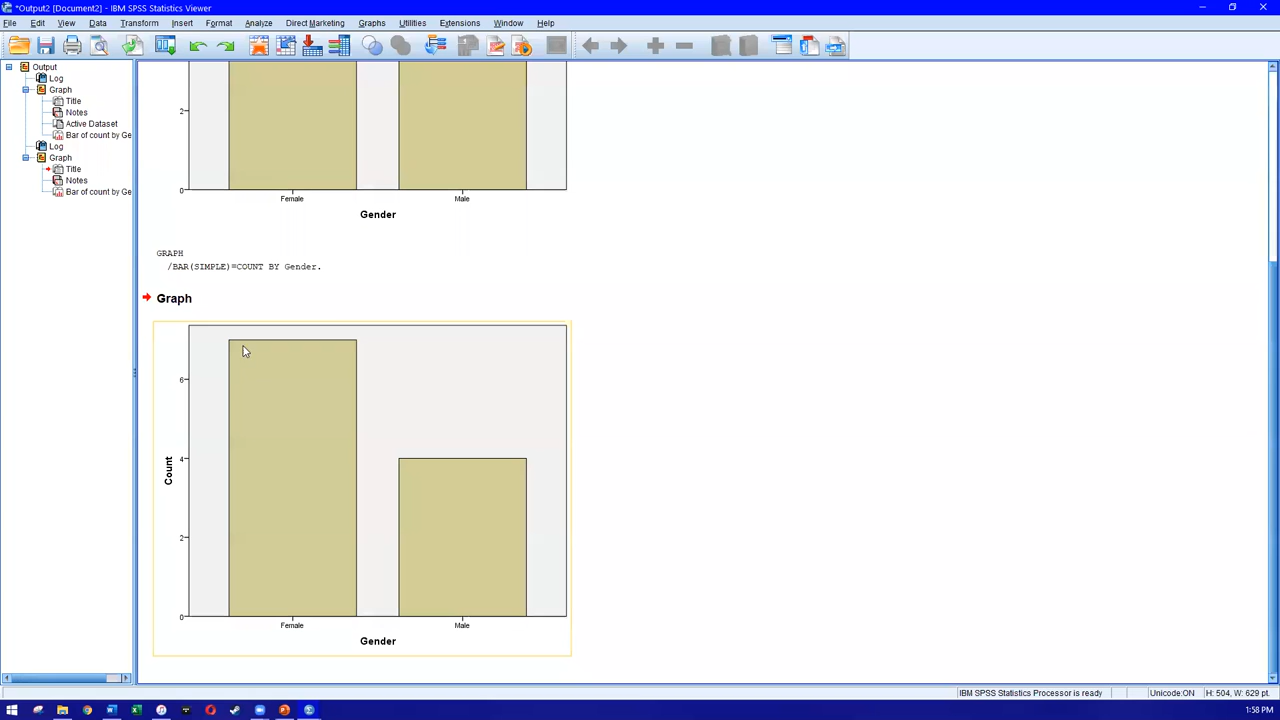 *Output2 [Document2] - IBM SPSS Statistics Viewer
File Edit View Data Transform Insert Format Analyze Direct Marketing Graphs Utilities Extensions Window Help
Output
Log
Graph
Title
Notes
Active Dataset
Bar of count by Ge
Log
Graph
Title
Notes
Bar of count by Ge
2
0
Female Male
Gender
GRAPH
/BAR(SIMPLE)=COUNT BY Gender.
Graph
Count
6
4
2
0
Female Male
Gender
IBM SPSS Statistics Processor is ready Unicode:ON H: 504, W: 629 pt.
1:58 PM